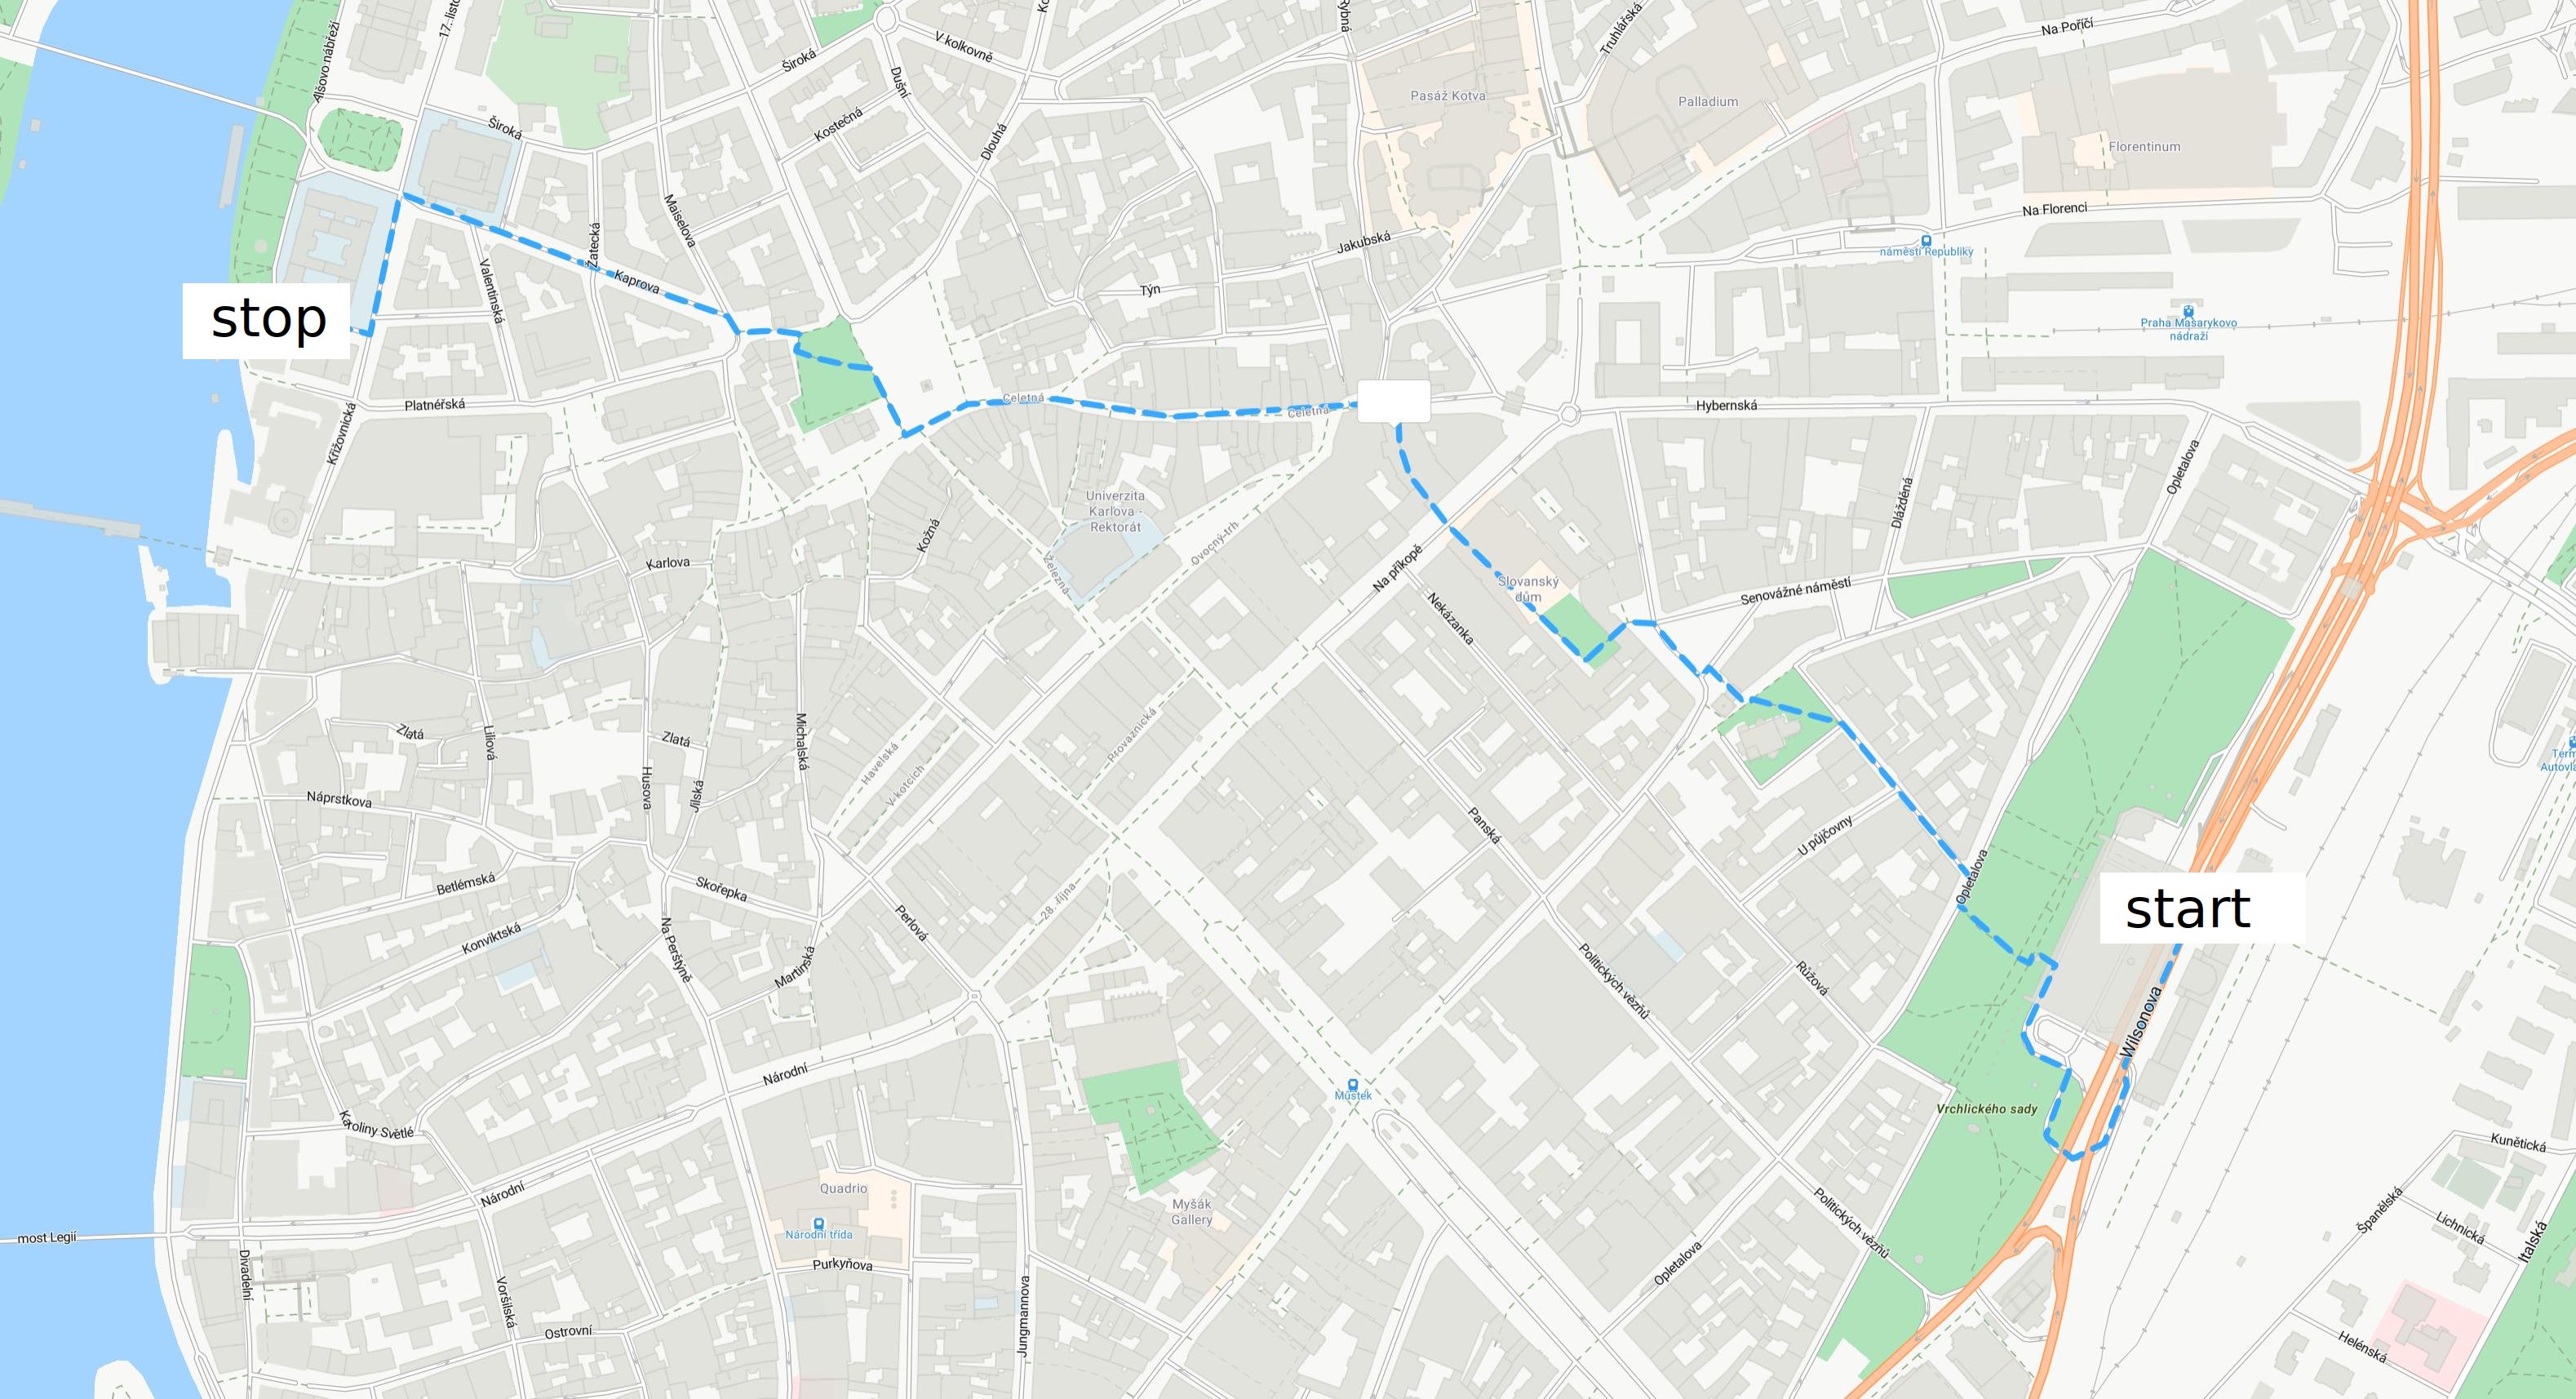 Alšovo nábřeží
Široká
V kolkovně
Dušní
Rybná
Truhlářská
Na Poříčí
Pasáž Kotva
Palladium
Kostečná
Široká
Dlouhá
Florentinum
Maiselova
Žatecká
Jakubská
Na Florenci
náměstí Republiky
Valentinská
Kaprova
Týn
stop
Praha Masarykovo
nádraží
Platnéřská
Celetná
Celetná
Hybernská
Křižovnická
Opletalova
Univerzita
Karlova -
Rektorát
Dlážděná
Kožná
Ovocný trh
Karlova
Železná
Na příkopě
Slovanský
dům
Nekázanka
Senovážné náměstí
Zlatá
Liliová
Zlatá
Michalská
Provaznická
Havelská
V kotcích
Husova
Jilská
Náprstkova
Panská
U půjčovny
Opletalova
Betlémská
Skořepka
28. října
start
Perlová
Konviktská
Na Perštýně
Martinská
Politických vězňů
Růžová
Wilsonova
Národní
Můstek
Vrchlického sady
Karoliny Světlé
Kunětická
Quadrio
Národní
Myšák
Gallery
Politických vězňů
Španělská
Lichnická
Národní třída
most Legií
Italská
Divadelní
Purkyňova
Opletalova
Voršilská
Jungmannova
Ostrovní
Helénská